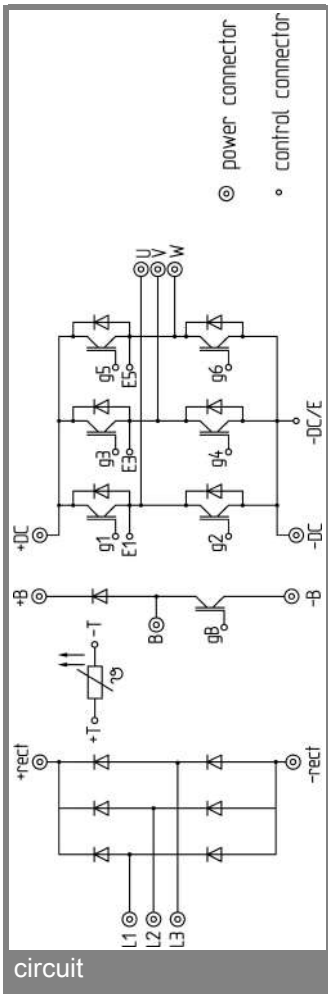 power connector
control connector
U
V
W
g5
E5
g6
g3
E3
g4
-DC/E
+DC
g1
E1
g2
-DC
+B
B
gB
-B
-T
+T
ϑ
+rect
-rect
L1
L2
L3
circuit